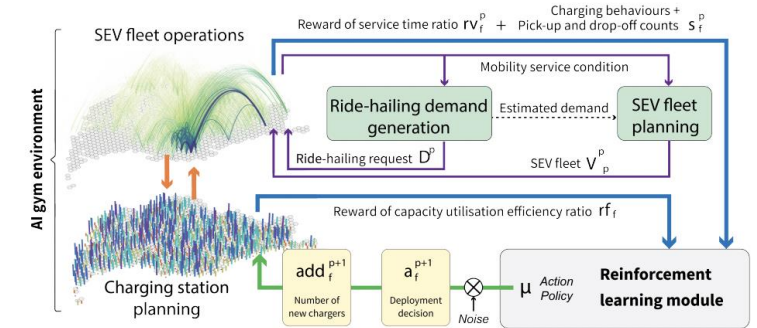 Reward of service time ratio rv_f^p + Charging behaviours +
Pick-up and drop-off counts s_f^p
SEV fleet operations
Mobility service condition
AI gym environment
Ride-hailing demand
generation
Estimated demand
SEV fleet
planning
Ride-hailing request D^p
SEV fleet V_p^p
Reward of capacity utilisation efficiency ratio rf_f
Charging station
planning
add_f^{p+1}
Number of
new chargers
a_f^{p+1}
Deployment
decision
Noise
μ Action
Policy
Reinforcement
learning module